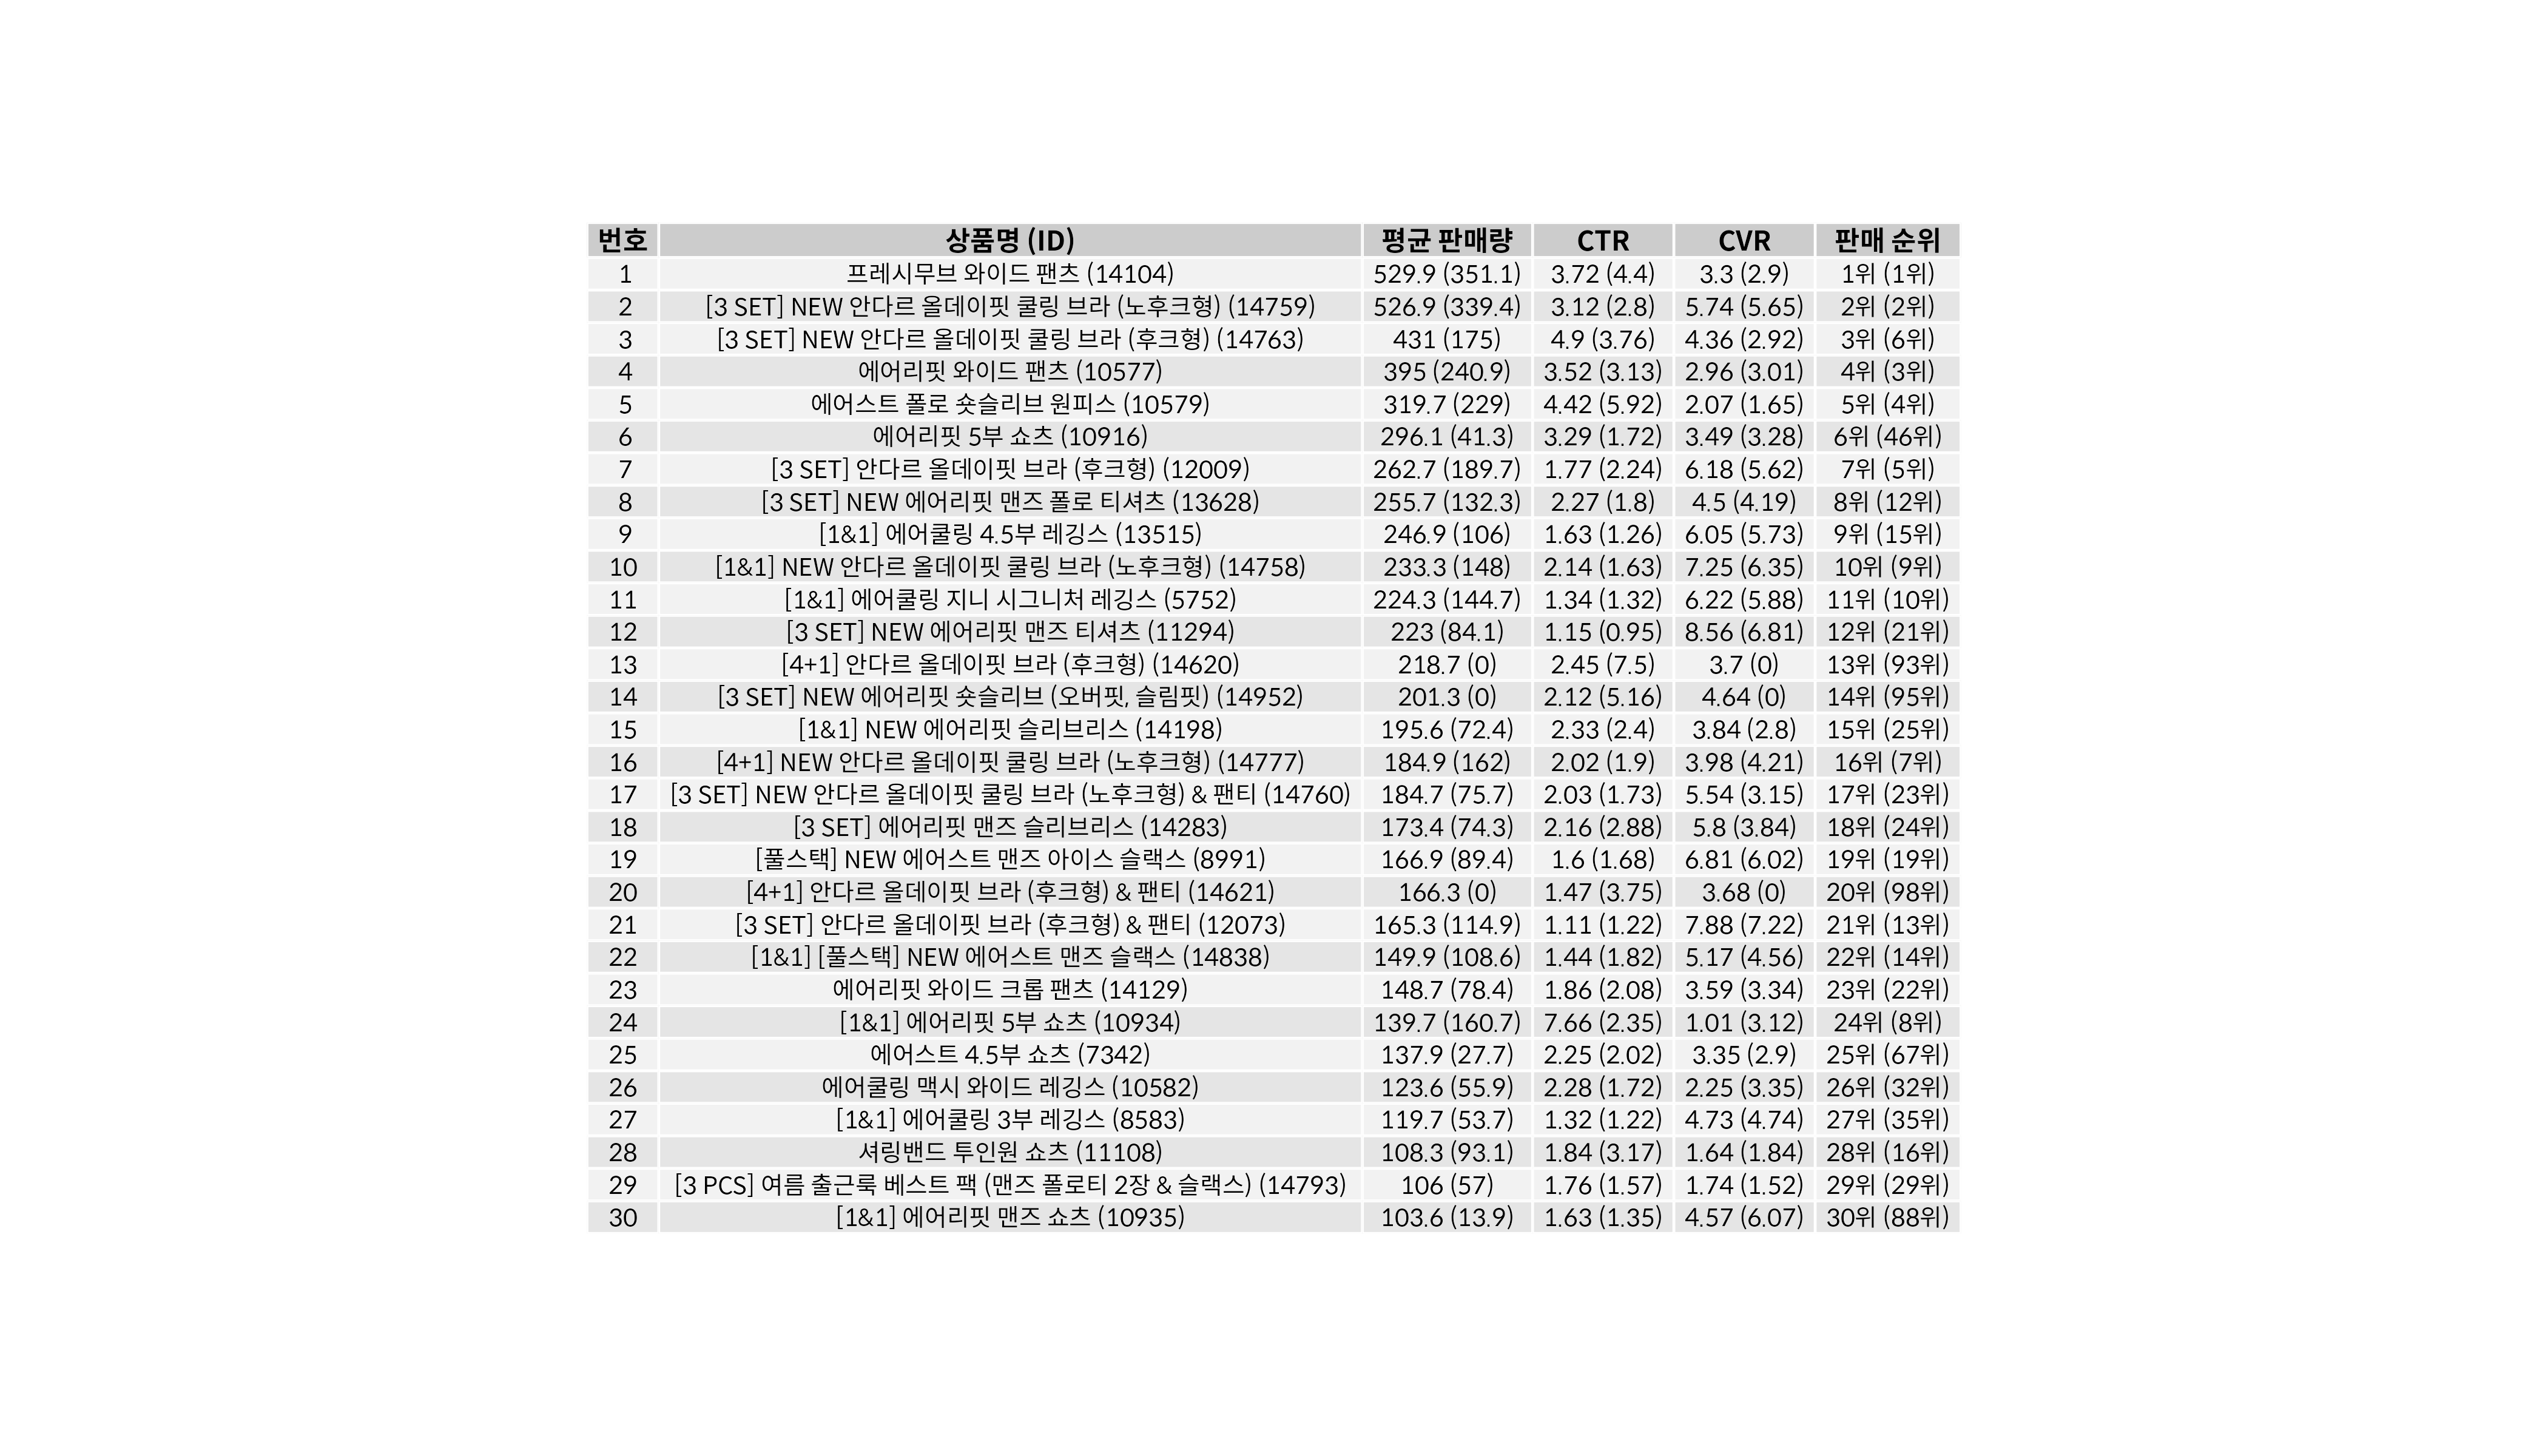 번호 상품명 (ID) 평균 판매량 CTR CVR 판매 순위
1 프레시무브 와이드 팬츠 (14104) 529.9 (351.1) 3.72 (4.4) 3.3 (2.9) 1위 (1위)
2 [3 SET] NEW 안다르 올데이핏 쿨링 브라 (노후크형) (14759) 526.9 (339.4) 3.12 (2.8) 5.74 (5.65) 2위 (2위)
3 [3 SET] NEW 안다르 올데이핏 쿨링 브라 (후크형) (14763) 431 (175) 4.9 (3.76) 4.36 (2.92) 3위 (6위)
4 에어리핏 와이드 팬츠 (10577) 395 (240.9) 3.52 (3.13) 2.96 (3.01) 4위 (3위)
5 에어스트 폴로 숏슬리브 원피스 (10579) 319.7 (229) 4.42 (5.92) 2.07 (1.65) 5위 (4위)
6 에어리핏 5부 쇼츠 (10916) 296.1 (41.3) 3.29 (1.72) 3.49 (3.28) 6위 (46위)
7 [3 SET] 안다르 올데이핏 브라 (후크형) (12009) 262.7 (189.7) 1.77 (2.24) 6.18 (5.62) 7위 (5위)
8 [3 SET] NEW 에어리핏 맨즈 폴로 티셔츠 (13628) 255.7 (132.3) 2.27 (1.8) 4.5 (4.19) 8위 (12위)
9 [1&1] 에어쿨링 4.5부 레깅스 (13515) 246.9 (106) 1.63 (1.26) 6.05 (5.73) 9위 (15위)
10 [1&1] NEW 안다르 올데이핏 쿨링 브라 (노후크형) (14758) 233.3 (148) 2.14 (1.63) 7.25 (6.35) 10위 (9위)
11 [1&1] 에어쿨링 지니 시그니처 레깅스 (5752) 224.3 (144.7) 1.34 (1.32) 6.22 (5.88) 11위 (10위)
12 [3 SET] NEW 에어리핏 맨즈 티셔츠 (11294) 223 (84.1) 1.15 (0.95) 8.56 (6.81) 12위 (21위)
13 [4+1] 안다르 올데이핏 브라 (후크형) (14620) 218.7 (0) 2.45 (7.5) 3.7 (0) 13위 (93위)
14 [3 SET] NEW 에어리핏 숏슬리브 (오버핏, 슬림핏) (14952) 201.3 (0) 2.12 (5.16) 4.64 (0) 14위 (95위)
15 [1&1] NEW 에어리핏 슬리브리스 (14198) 195.6 (72.4) 2.33 (2.4) 3.84 (2.8) 15위 (25위)
16 [4+1] NEW 안다르 올데이핏 쿨링 브라 (노후크형) (14777) 184.9 (162) 2.02 (1.9) 3.98 (4.21) 16위 (7위)
17 [3 SET] NEW 안다르 올데이핏 쿨링 브라 (노후크형) & 팬티 (14760) 184.7 (75.7) 2.03 (1.73) 5.54 (3.15) 17위 (23위)
18 [3 SET] 에어리핏 맨즈 슬리브리스 (14283) 173.4 (74.3) 2.16 (2.88) 5.8 (3.84) 18위 (24위)
19 [풀스택] NEW 에어스트 맨즈 아이스 슬랙스 (8991) 166.9 (89.4) 1.6 (1.68) 6.81 (6.02) 19위 (19위)
20 [4+1] 안다르 올데이핏 브라 (후크형) & 팬티 (14621) 166.3 (0) 1.47 (3.75) 3.68 (0) 20위 (98위)
21 [3 SET] 안다르 올데이핏 브라 (후크형) & 팬티 (12073) 165.3 (114.9) 1.11 (1.22) 7.88 (7.22) 21위 (13위)
22 [1&1] [풀스택] NEW 에어스트 맨즈 슬랙스 (14838) 149.9 (108.6) 1.44 (1.82) 5.17 (4.56) 22위 (14위)
23 에어리핏 와이드 크롭 팬츠 (14129) 148.7 (78.4) 1.86 (2.08) 3.59 (3.34) 23위 (22위)
24 [1&1] 에어리핏 5부 쇼츠 (10934) 139.7 (160.7) 7.66 (2.35) 1.01 (3.12) 24위 (8위)
25 에어스트 4.5부 쇼츠 (7342) 137.9 (27.7) 2.25 (2.02) 3.35 (2.9) 25위 (67위)
26 에어쿨링 맥시 와이드 레깅스 (10582) 123.6 (55.9) 2.28 (1.72) 2.25 (3.35) 26위 (32위)
27 [1&1] 에어쿨링 3부 레깅스 (8583) 119.7 (53.7) 1.32 (1.22) 4.73 (4.74) 27위 (35위)
28 셔링밴드 투인원 쇼츠 (11108) 108.3 (93.1) 1.84 (3.17) 1.64 (1.84) 28위 (16위)
29 [3 PCS] 여름 출근룩 베스트 팩 (맨즈 폴로티 2장 & 슬랙스) (14793) 106 (57) 1.76 (1.57) 1.74 (1.52) 29위 (29위)
30 [1&1] 에어리핏 맨즈 쇼츠 (10935) 103.6 (13.9) 1.63 (1.35) 4.57 (6.07) 30위 (88위)